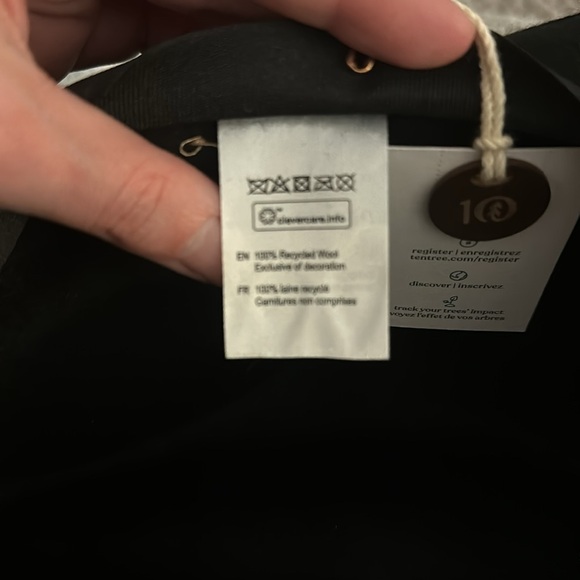 clevercare.info
EN 100% Recycled Wool
Exclusive of decoration
FR 100% laine recycle
Garnitures non comprises
10
register | enregistrez
tentree.com/register
discover | inscrivez
track your trees' impact
voyez l'effet de vos arbres